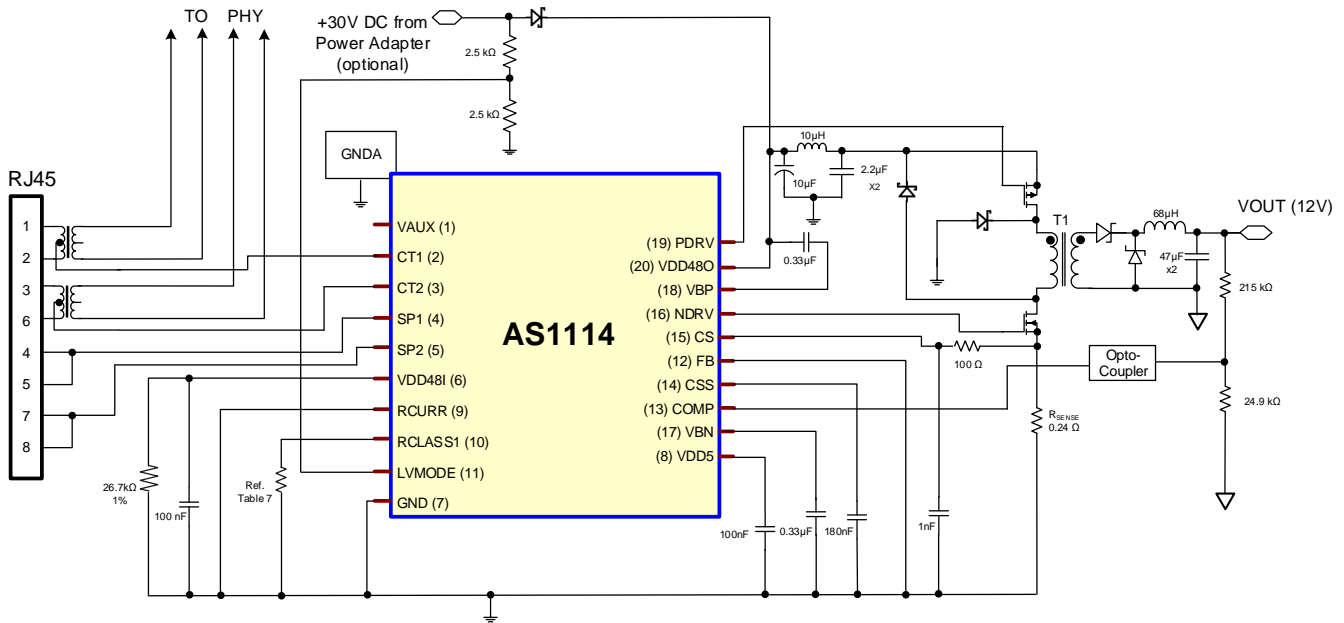 TO PHY
+30V DC from
Power Adapter
(optional)
2.5 kΩ
2.5 kΩ
GNDA
RJ45
1
2
3
6
4
5
7
8
AS1114
VAUX (1)
CT1 (2)
CT2 (3)
SP1 (4)
SP2 (5)
VDD48I (6)
RCURR (9)
RCLASS1 (10)
LVMODE (11)
GND (7)
(19) PDRV
(20) VDD48O
(18) VBP
(16) NDRV
(15) CS
(12) FB
(14) CSS
(13) COMP
(17) VBN
(8) VDD5
10µH
10µF
2.2µF
X2
0.33µF
T1
68µH
VOUT (12V)
47µF
x2
215 kΩ
100 Ω
Opto-
Coupler
24.9 kΩ
RSENSE
0.24 Ω
26.7kΩ
1%
100 nF
Ref.
Table 7
100nF
0.33µF
180nF
1nF